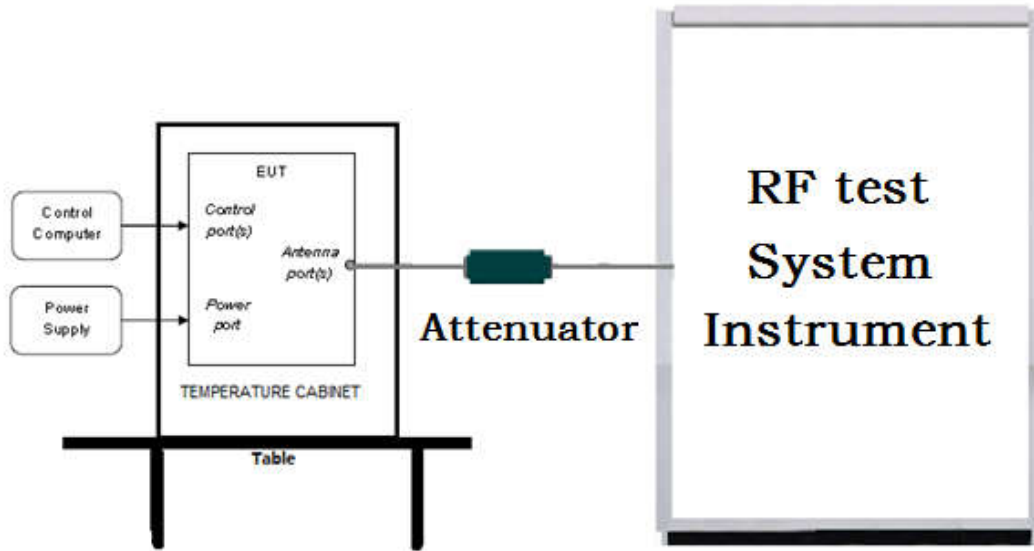 EUT
Control
Computer
Control
port(s)
Antenna
port(s)
Power
Supply
Power
port
TEMPERATURE CABINET
Table
Attenuator
RF test
System
Instrument